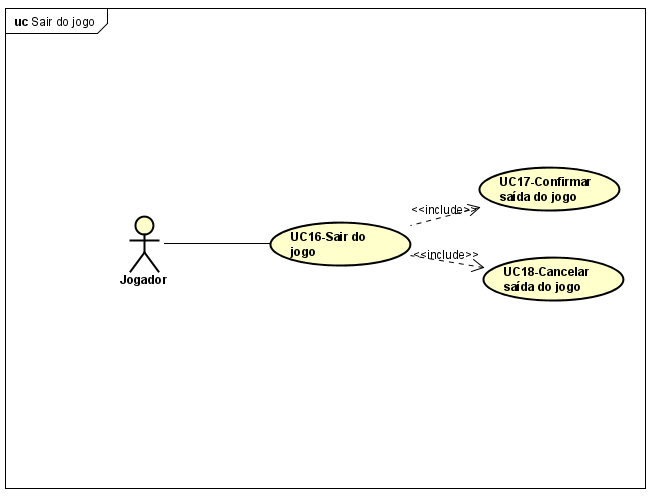 uc Sair do jogo
UC17-Confirmar
saída do jogo
<<include>>
UC16-Sair do
jogo
<<include>>
UC18-Cancelar
saída do jogo
Jogador